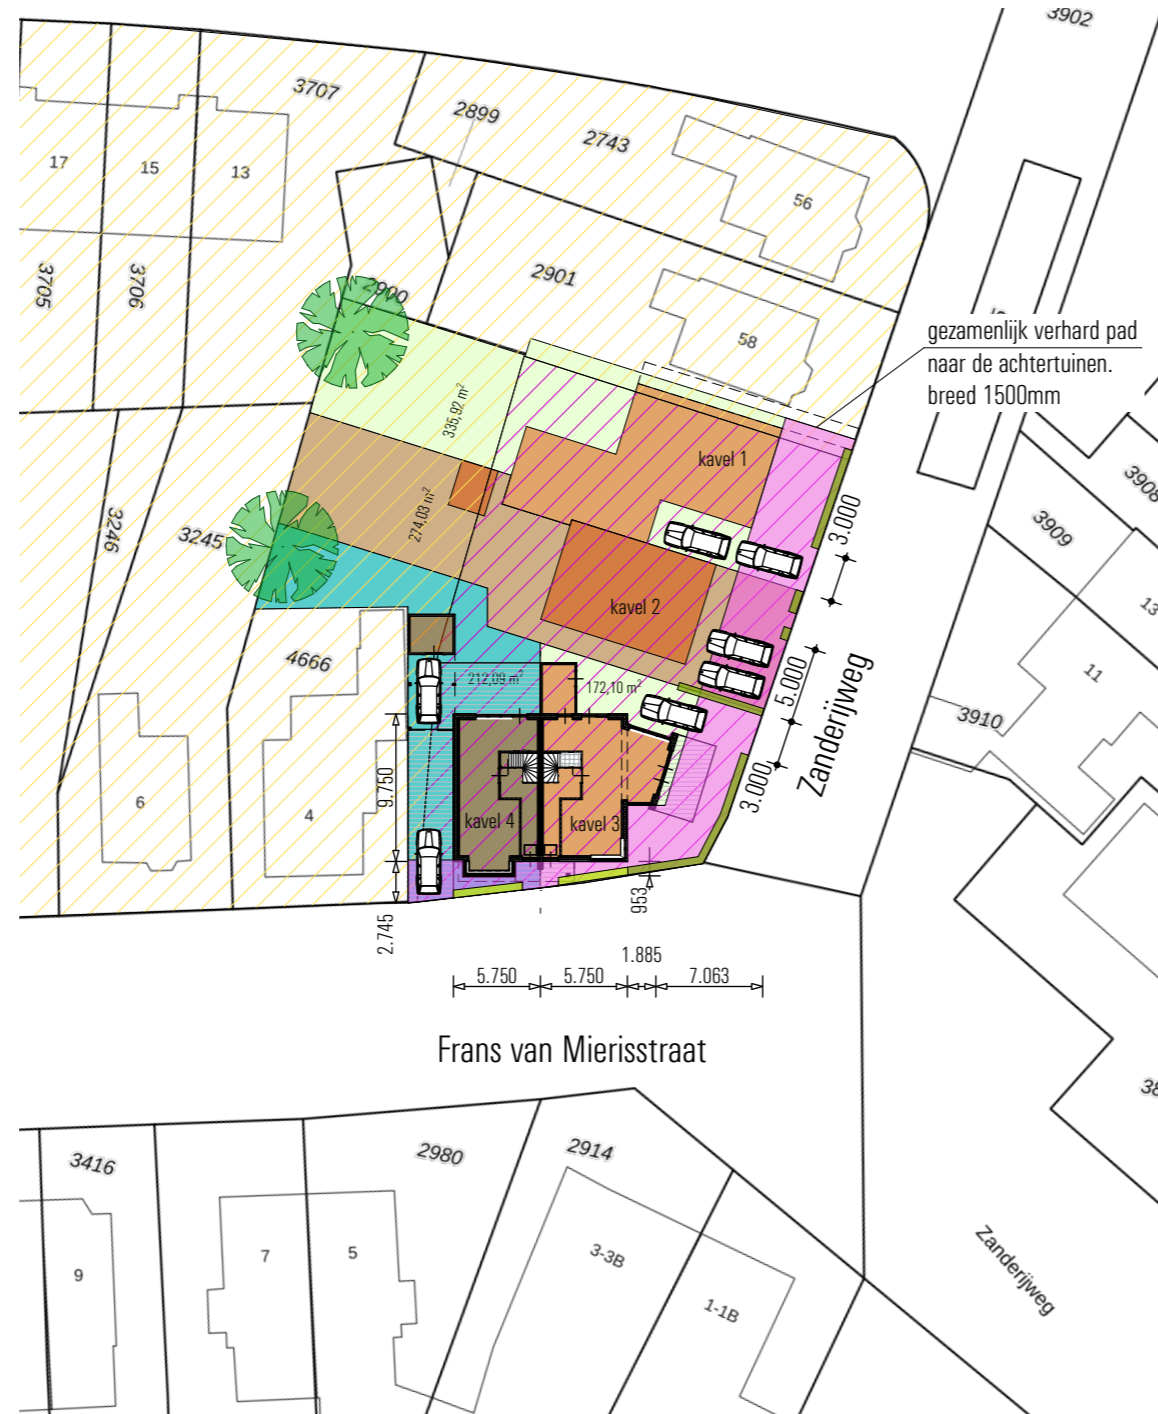 3902
3707
2899
2743
17
15
13
56
3705
3706
2900
2901
58
gezamenlijk verhard pad
naar de achtertuinen.
breed 1500mm
335,92 m²
kavel 1
3908
274,03 m²
3.000
3909
3246
3245
13
kavel 2
4666
11
212,09 m²
172,10 m²
5.000
Zanderijweg
3910
9.750
3.000
6
4
kavel 4
kavel 3
953
2.745
1.885
5.750
5.750
7.063
Frans van Mierisstraat
38
3416
2980
2914
9
7
5
3-3B
1-1B
Zanderijweg